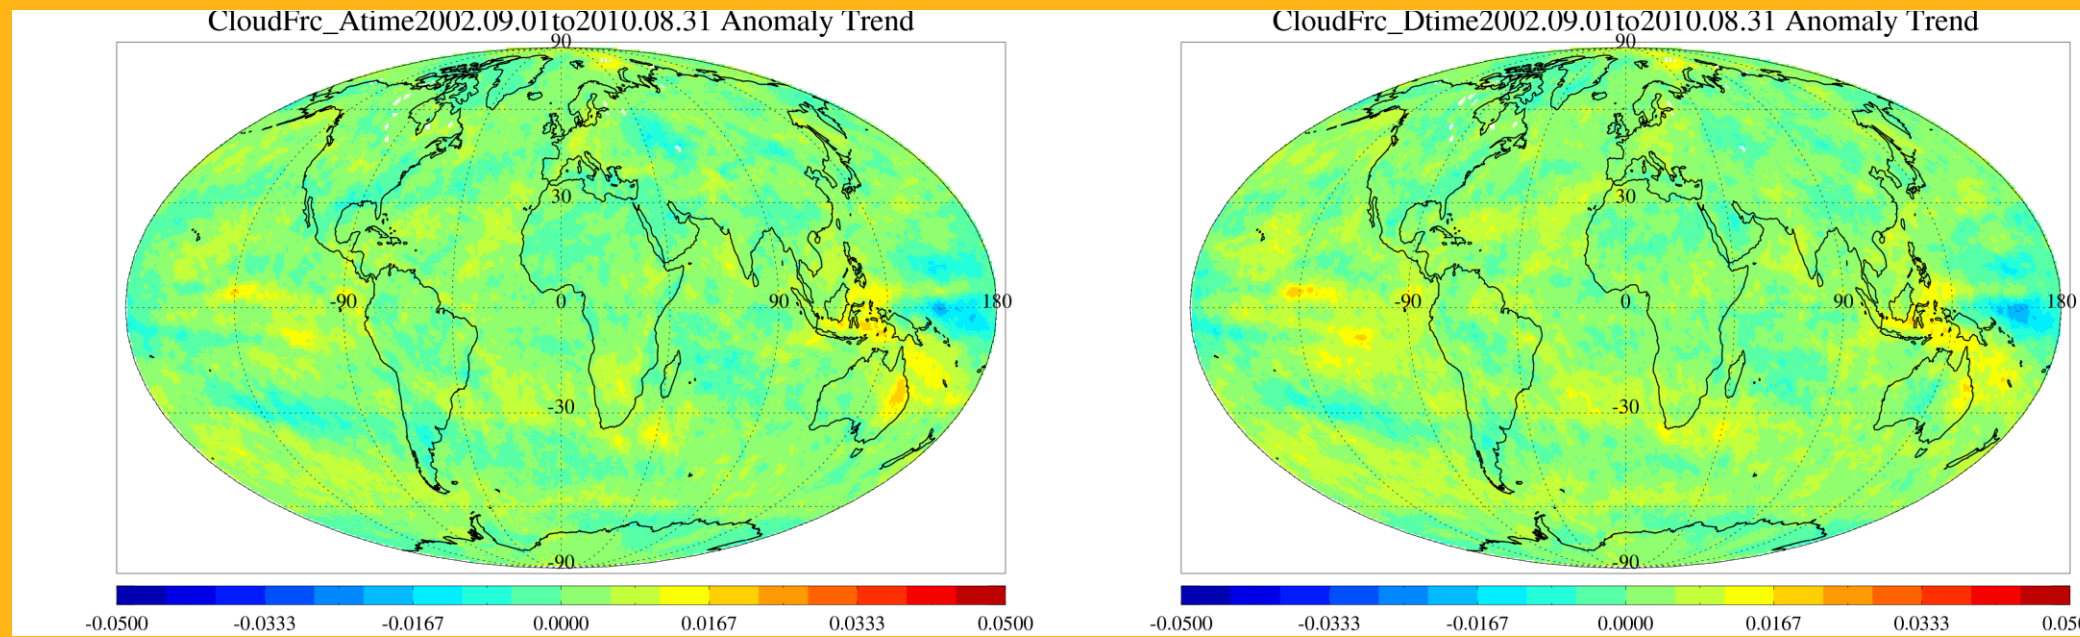 CloudFrc_Atime2002.09.01to2010.08.31 Anomaly Trend
90
30
-90 0 90 180
-30
-90
-0.0500 -0.0333 -0.0167 0.0000 0.0167 0.0333 0.0500
CloudFrc_Dtime2002.09.01to2010.08.31 Anomaly Trend
90
30
-90 0 90 180
-30
-90
-0.0500 -0.0333 -0.0167 0.0000 0.0167 0.0333